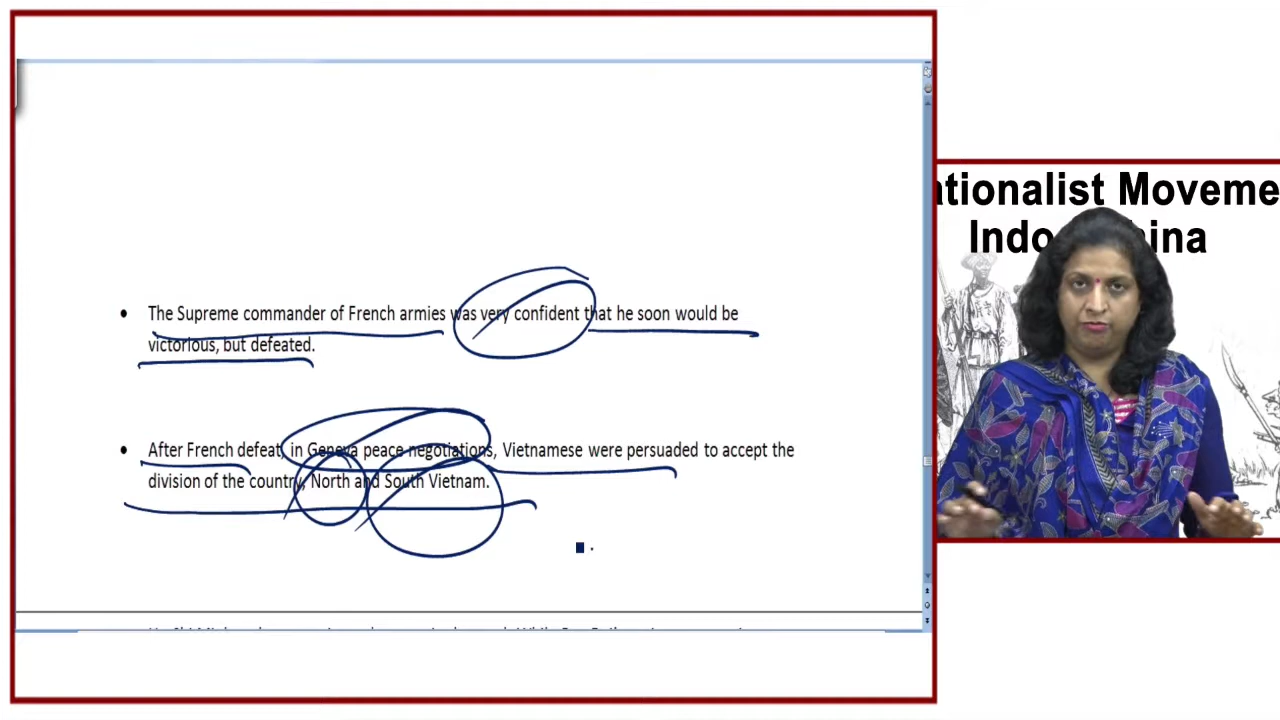 ationalist Moveme
Indo China
The Supreme commander of French armies was very confident that he soon would be
victorious, but defeated.
After French defeat, in Geneva peace negotiations, Vietnamese were persuaded to accept the
division of the country, North and South Vietnam.